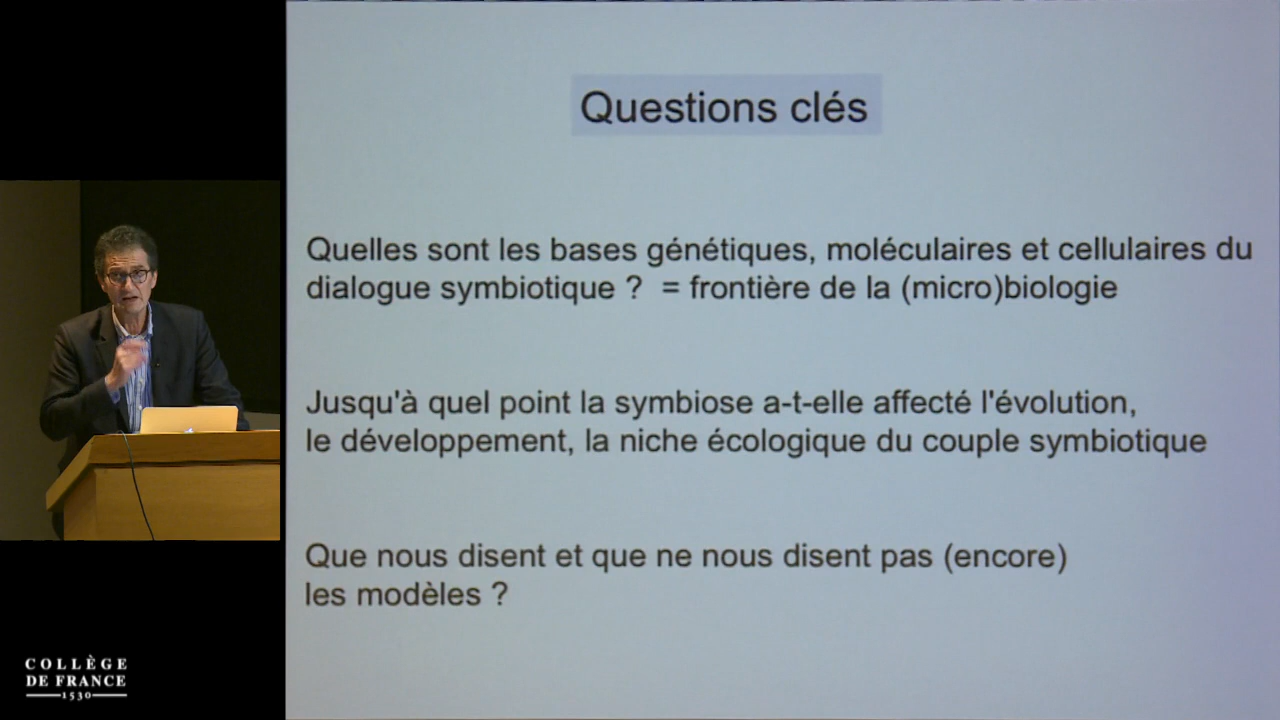 Questions clés
Quelles sont les bases génétiques, moléculaires et cellulaires du
dialogue symbiotique ? = frontière de la (micro)biologie
Jusqu'à quel point la symbiose a-t-elle affecté l'évolution,
le développement, la niche écologique du couple symbiotique
Que nous disent et que ne nous disent pas (encore)
les modèles ?
COLLÈGE
DE FRANCE
1530